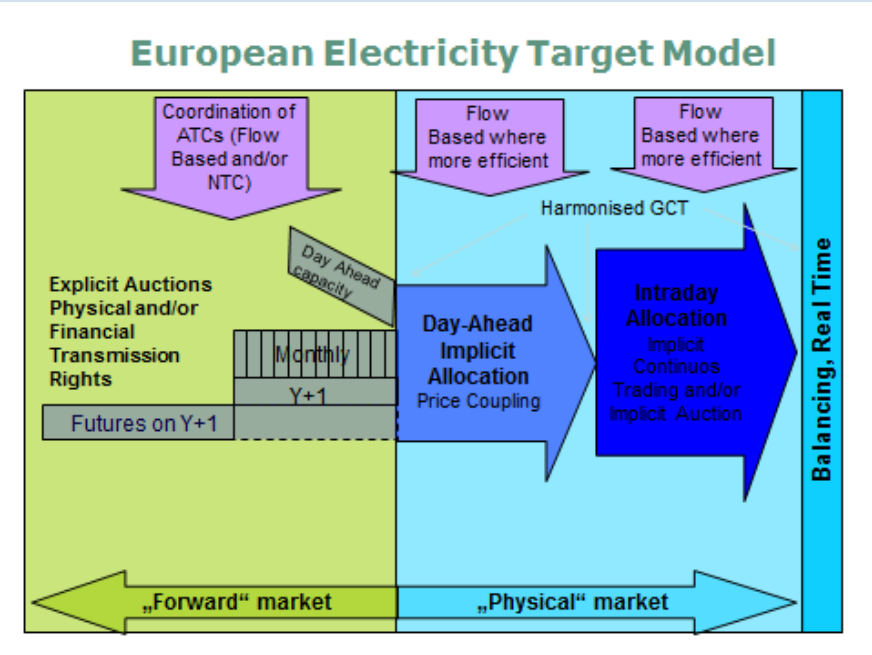 European Electricity Target Model
Coordination of
ATCs (Flow
Based and/or
NTC)
Flow
Based where
more efficient
Flow
Based where
more efficient
Harmonised GCT
Day Ahead
capacity
Explicit Auctions
Physical and/or
Financial
Transmission
Rights
Monthly
Y+1
Futures on Y+1
Day-Ahead
Implicit
Allocation
Price Coupling
Intraday
Allocation
Implicit
Continuos
Trading and/or
Implicit Auction
Balancing, Real Time
„Forward“ market
„Physical“ market